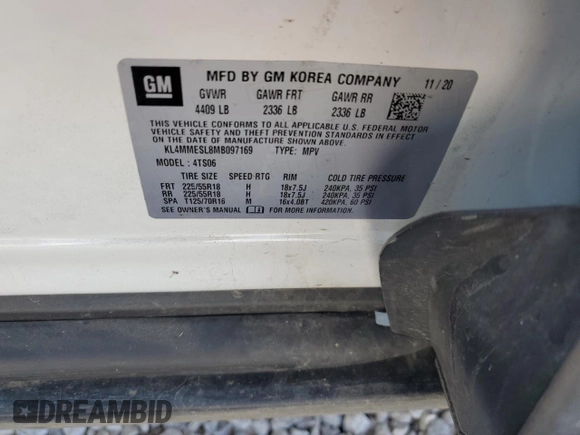 GM
MFD BY GM KOREA COMPANY 11/20
GVWR GAWR FRT GAWR RR
4409 LB 2336 LB 2336 LB
THIS VEHICLE CONFORMS TO ALL APPLICABLE U.S. FEDERAL MOTOR
VEHICLE SAFETY AND THEFT PREVENTION STANDARDS IN EFFECT ON THE
DATE OF MANUFACTURE SHOWN ABOVE.
KL4MMESL8MB097169 TYPE: MPV
MODEL: 4TS06
TIRE SIZE SPEED RTG RIM COLD TIRE PRESSURE
FRT 225/55R18 H 18x7.5J 240KPA, 35 PSI
RR 225/55R18 H 18x7.5J 240KPA, 35 PSI
SPA T125/70R16 M 16x4.0BT 420KPA, 60 PSI
SEE OWNER'S MANUAL
DREAMBID